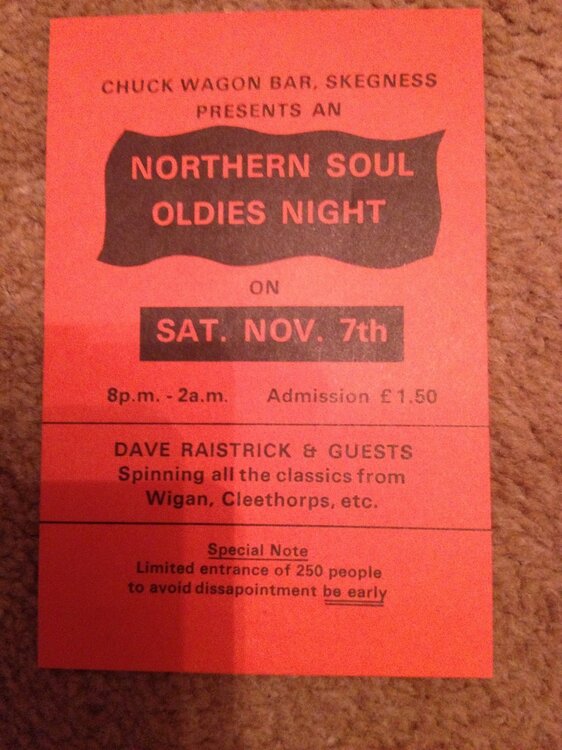 CHUCK WAGON BAR, SKEGNESS
PRESENTS AN
NORTHERN SOUL
OLDIES NIGHT
ON
SAT. NOV. 7th
8p.m. - 2a.m. Admission £1.50
DAVE RAISTRICK & GUESTS
Spinning all the classics from
Wigan, Cleethorps, etc.
Special Note
Limited entrance of 250 people
to avoid dissapointment be early